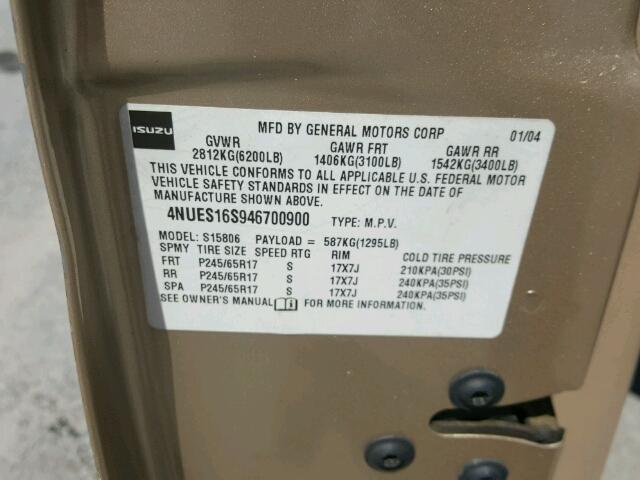 ISUZU
MFD BY GENERAL MOTORS CORP 01/04
GVWR GAWR FRT GAWR RR
2812KG(6200LB) 1406KG(3100LB) 1542KG(3400LB)
THIS VEHICLE CONFORMS TO ALL APPLICABLE U.S. FEDERAL MOTOR
VEHICLE SAFETY STANDARDS IN EFFECT ON THE DATE OF
MANUFACTURE SHOWN ABOVE.
4NUES16S946700900 TYPE: M.P.V.
MODEL: S15806 PAYLOAD = 587KG(1295LB)
SPMY TIRE SIZE SPEED RTG RIM COLD TIRE PRESSURE
FRT P245/65R17 S 17X7J 210KPA(30PSI)
RR P245/65R17 S 17X7J 240KPA(35PSI)
SPA P245/65R17 S 17X7J 240KPA(35PSI)
SEE OWNER'S MANUAL FOR MORE INFORMATION.